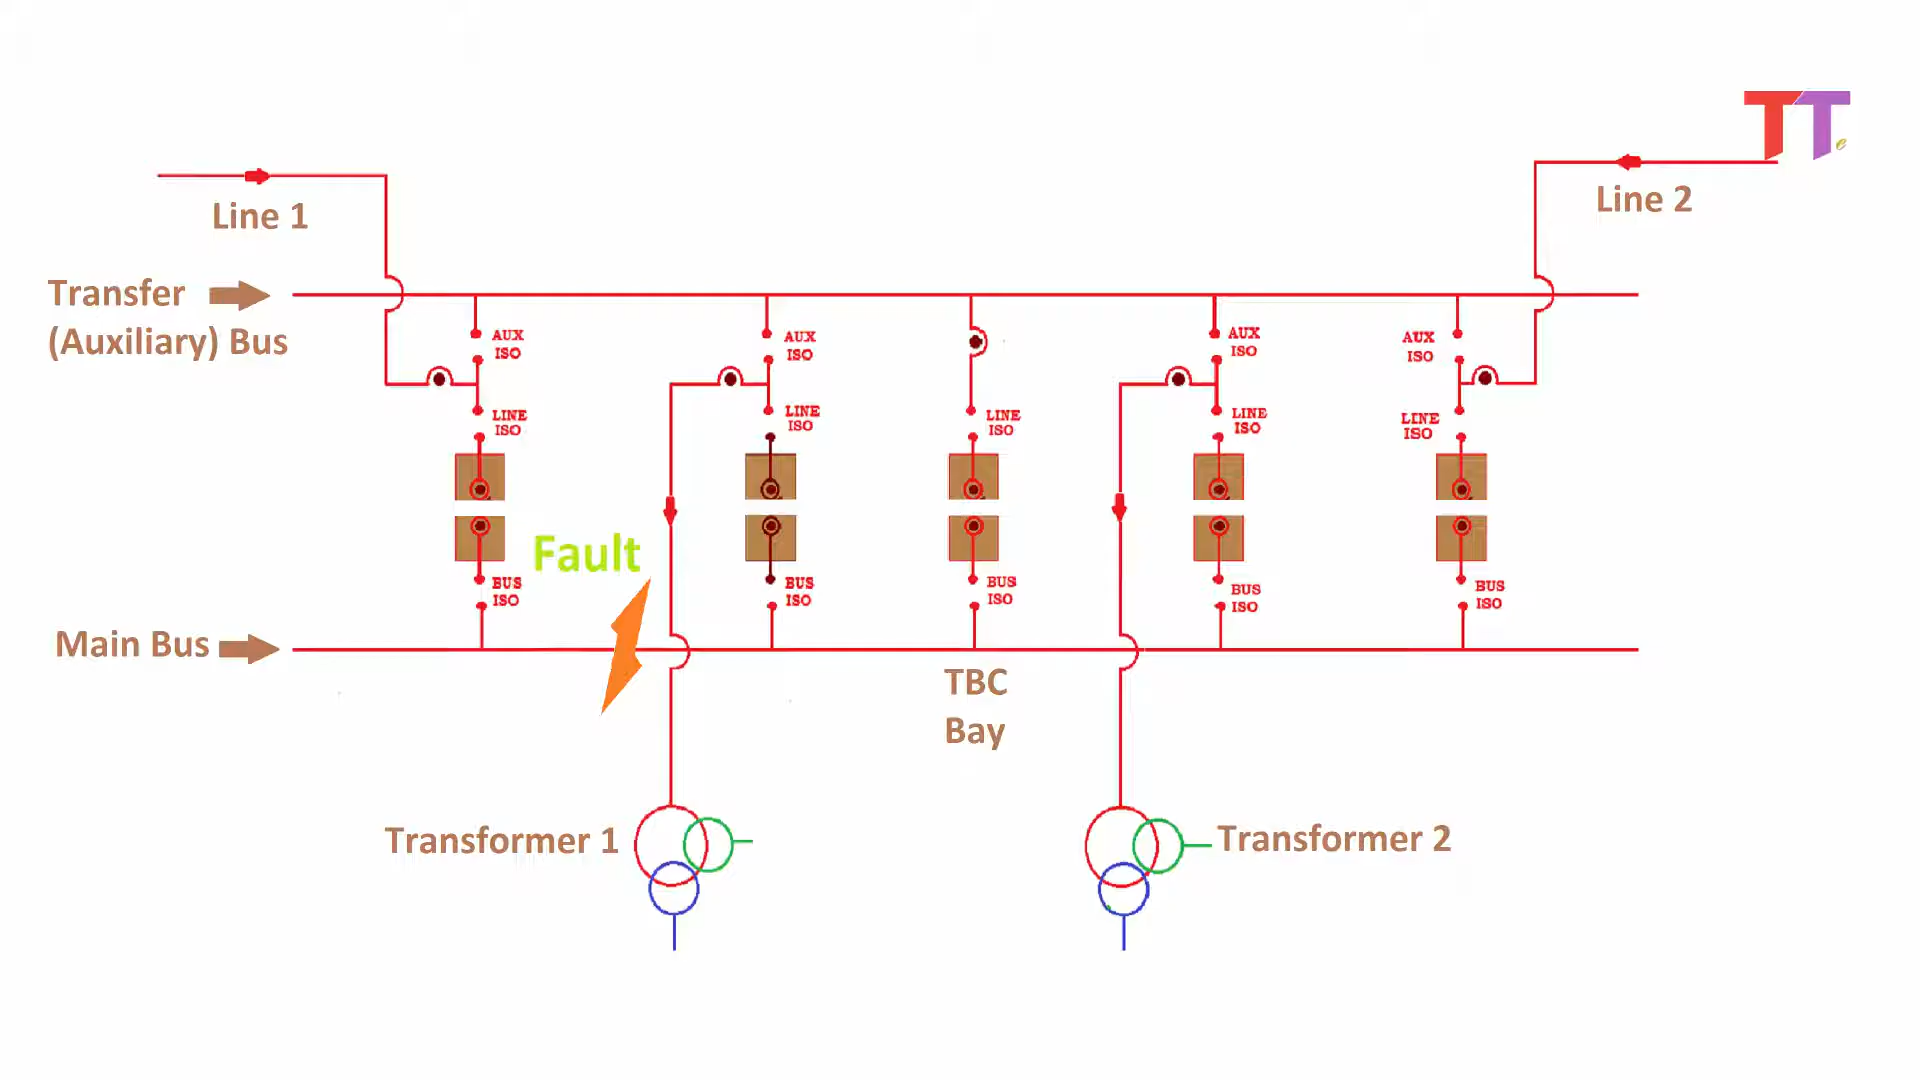 TT
e
Line 1
Line 2
Transfer
(Auxiliary) Bus
AUX
ISO
AUX
ISO
AUX
ISO
AUX
ISO
LINE
ISO
LINE
ISO
LINE
ISO
LINE
ISO
LINE
ISO
Fault
BUS
ISO
BUS
ISO
BUS
ISO
BUS
ISO
BUS
ISO
Main Bus
TBC
Bay
Transformer 1
Transformer 2